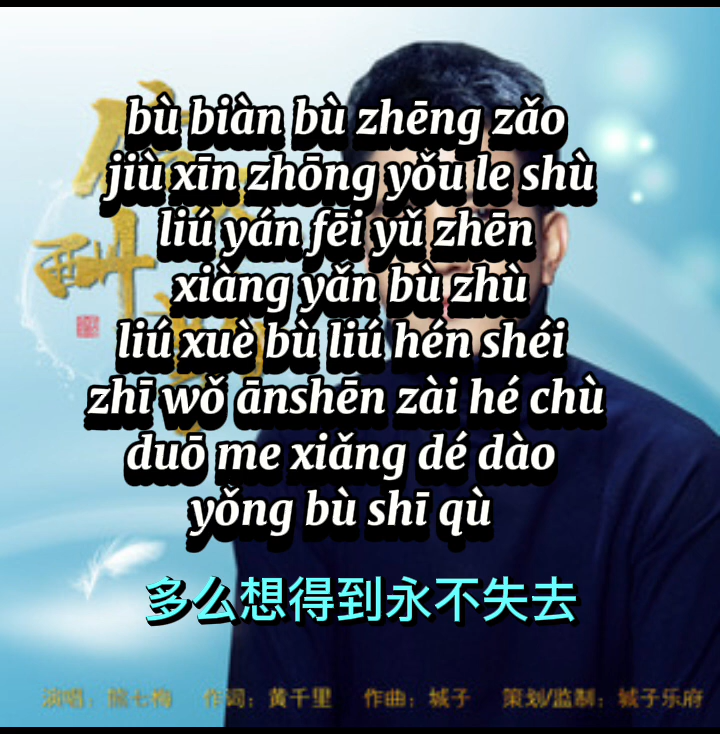 bù biàn bù zhēng zǎo
jiù xīn zhōng yǒu le shù
liú yán fēi yǔ zhēn
xiàng yǎn bù zhù
liú xuè bù liú hén shéi
zhī wǒ ānshēn zài hé chù
duō me xiǎng dé dào
yǒng bù shī qù
多么想得到永不失去
演唱：熊七梅 作词：黄千里 作曲：城子 策划/监制：城子乐府